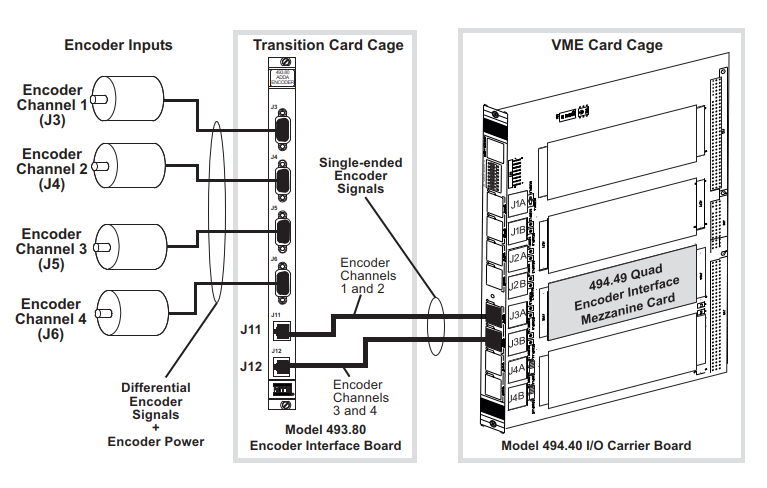 Encoder Inputs
Transition Card Cage
VME Card Cage
Encoder
Channel 1
(J3)
Encoder
Channel 2
(J4)
Encoder
Channel 3
(J5)
Encoder
Channel 4
(J6)
493.80
ADDA
ENCODER
J3
J4
J5
J6
J11
J11
J12
J12
Single-ended
Encoder
Signals
Encoder
Channels
1 and 2
Encoder
Channels
3 and 4
Differential
Encoder
Signals
+
Encoder Power
Model 493.80
Encoder Interface Board
J1A
J1B
J2A
J2B
J3A
J3B
J4A
J4B
494.49 Quad
Encoder Interface
Mezzanine Card
Model 494.40 I/O Carrier Board